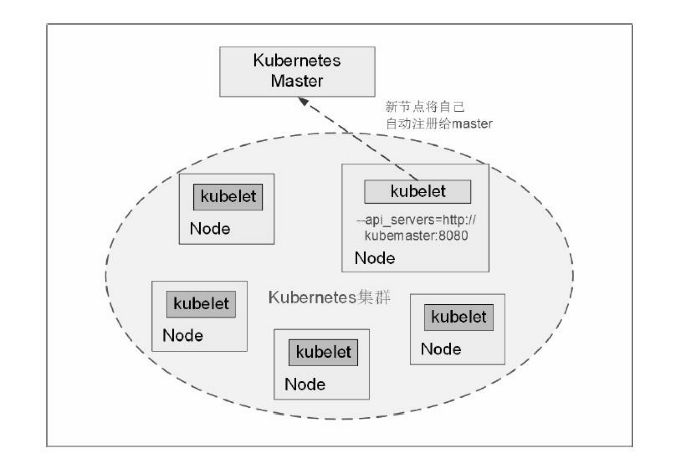 Kubernetes
Master
新节点将自己
自动注册给master
kubelet
Node
kubelet
--api_servers=http://
kubemaster:8080
Node
Kubernetes集群
kubelet
Node
kubelet
Node
kubelet
Node